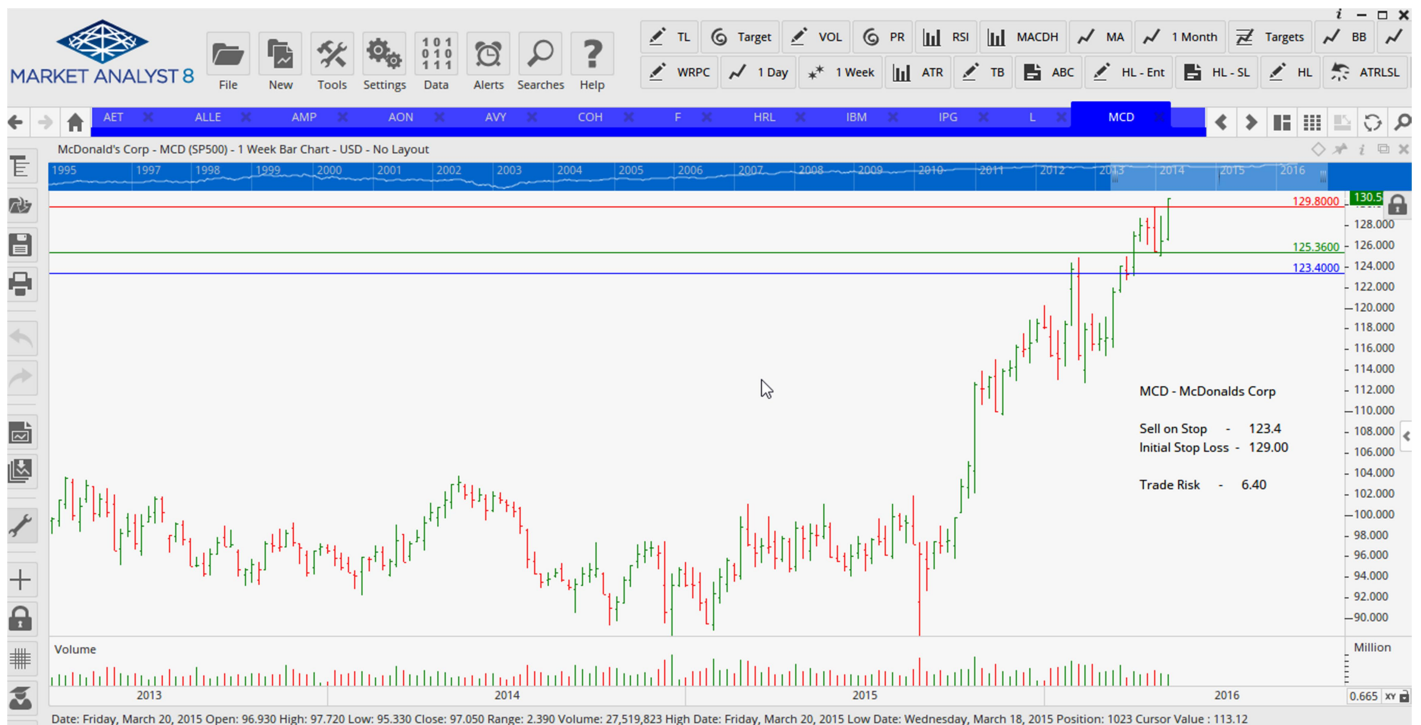 i
MARKET ANALYST 8
File New Tools Settings Data Alerts Searches Help
TL Target VOL PR RSI MACDH MA 1 Month Targets BB
WRPC 1 Day 1 Week ATR TB ABC HL - Ent HL - SL HL ATRLSL
AET ALLE AMP AON AVY COH F HRL IBM IPG L MCD
McDonald's Corp - MCD (SP500) - 1 Week Bar Chart - USD - No Layout
1995 1997 1998 1999 2000 2001 2002 2003 2004 2005 2006 2007 2008 2009 2010 2011 2012 2013 2014 2015 2016
129.8000
130.5
128.000
125.3600
126.000
123.4000
124.000
122.000
120.000
118.000
116.000
114.000
112.000
110.000
108.000
106.000
104.000
102.000
100.000
98.000
96.000
94.000
92.000
90.000
MCD - McDonalds Corp
Sell on Stop - 123.4
Initial Stop Loss - 129.00
Trade Risk - 6.40
Volume
Million
2013 2014 2015 2016
0.665 XY
Date: Friday, March 20, 2015 Open: 96.930 High: 97.720 Low: 95.330 Close: 97.050 Range: 2.390 Volume: 27,519,823 High Date: Friday, March 20, 2015 Low Date: Wednesday, March 18, 2015 Position: 1023 Cursor Value : 113.12